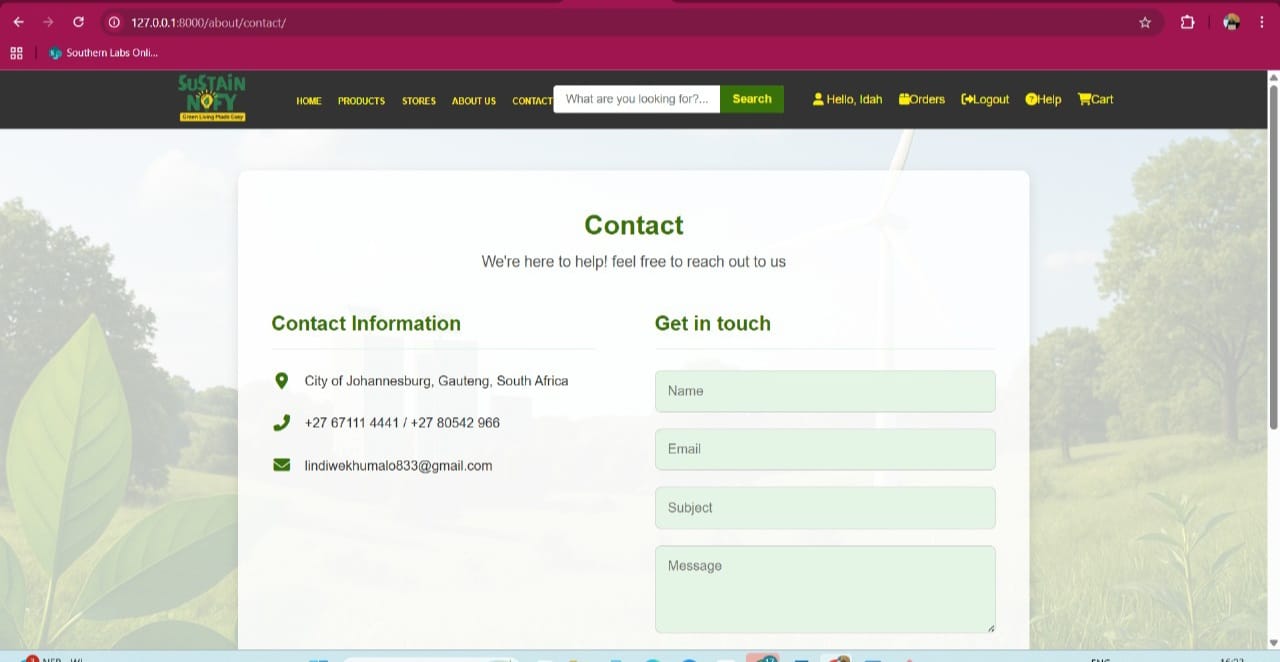 127.0.0.1:8000/about/contact/
Southern Labs Onli...
SUSTAIN
NOFY
Green Living Made Easy
HOME PRODUCTS STORES ABOUT US CONTACT What are you looking for?... Search Hello, Idah Orders Logout Help Cart
Contact
We're here to help! feel free to reach out to us
Contact Information
Get in touch
City of Johannesburg, Gauteng, South Africa
+27 67111 4441 / +27 80542 966
lindiwekhumalo833@gmail.com
Name
Email
Subject
Message